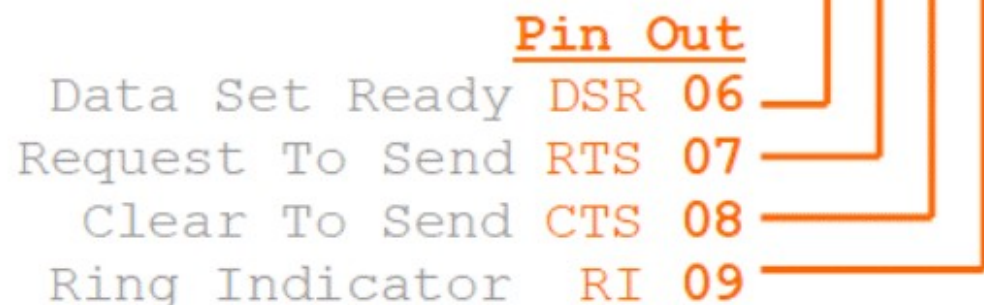 Pin Out
Data Set Ready DSR 06
Request To Send RTS 07
Clear To Send CTS 08
Ring Indicator RI 09